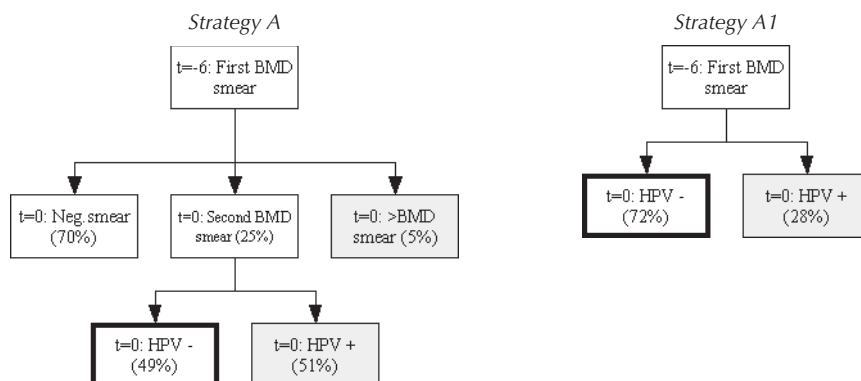 Strategy A
t=-6: First BMD
smear
t=0: Neg. smear
(70%)
t=0: Second BMD
smear (25%)
t=0: >BMD
smear (5%)
t=0: HPV -
(49%)
t=0: HPV +
(51%)
Strategy A1
t=-6: First BMD
smear
t=0: HPV -
(72%)
t=0: HPV +
(28%)